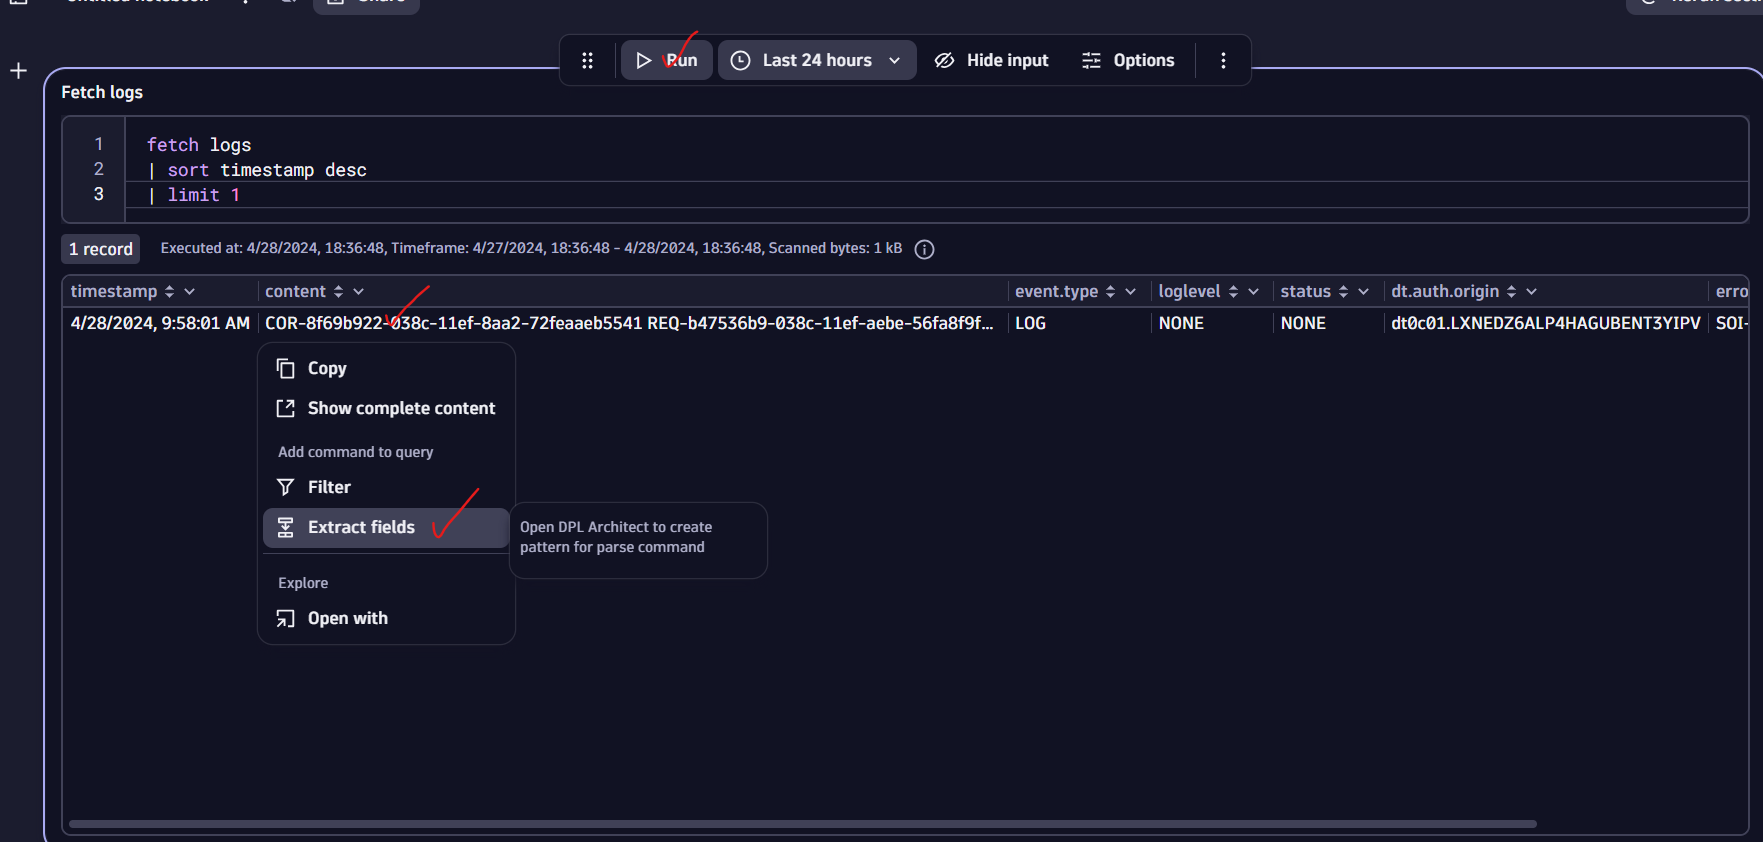 Untitled notebook
Share
Run
Last 24 hours
Hide input
Options
Fetch logs
1 fetch logs
2 | sort timestamp desc
3 | limit 1
1 record
Executed at: 4/28/2024, 18:36:48, Timeframe: 4/27/2024, 18:36:48 - 4/28/2024, 18:36:48, Scanned bytes: 1 kB
timestamp content event.type loglevel status dt.auth.origin erro
4/28/2024, 9:58:01 AM COR-8f69b922-038c-11ef-8aa2-72feaaeb5541 REQ-b47536b9-038c-11ef-aebe-56fa8f9f... LOG NONE NONE dt0c01.LXNEDZ6ALP4HAGUBENT3YIPV SOI-
Copy
Show complete content
Add command to query
Filter
Extract fields
Open DPL Architect to create
pattern for parse command
Explore
Open with